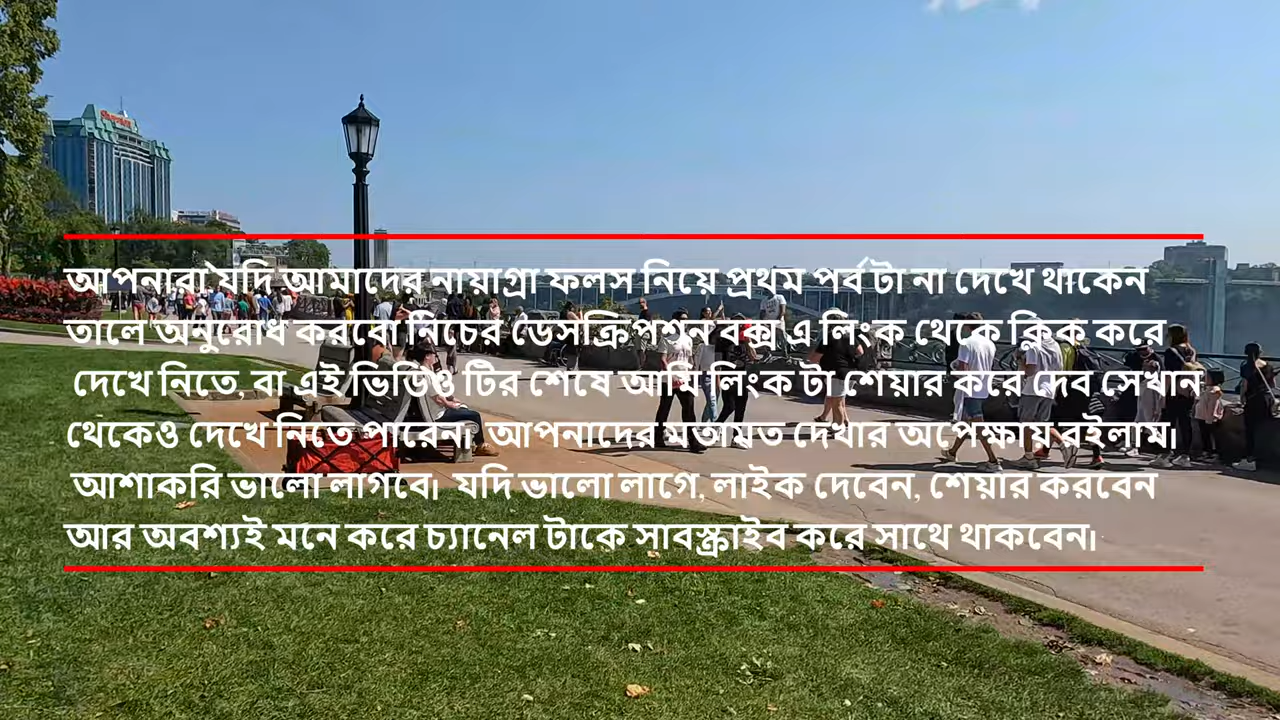 আপনারা যদি আমাদের নায়াগ্রা ফলস নিয়ে প্রথম পর্ব টা না দেখে থাকেন
তালে অনুরোধ করবো নিচের ডেসক্রিপশন বক্স এ লিংক থেকে ক্লিক করে
দেখে নিতে, বা এই ভিডিও টির শেষে আমি লিংক টা শেয়ার করে দেব সেখান
থেকেও দেখে নিতে পারেন। আপনাদের মতামত দেখার অপেক্ষায় রইলাম।
আশাকরি ভালো লাগবে। যদি ভালো লাগে, লাইক দেবেন, শেয়ার করবেন
আর অবশ্যই মনে করে চ্যানেল টাকে সাবস্ক্রাইব করে সাথে থাকবেন।